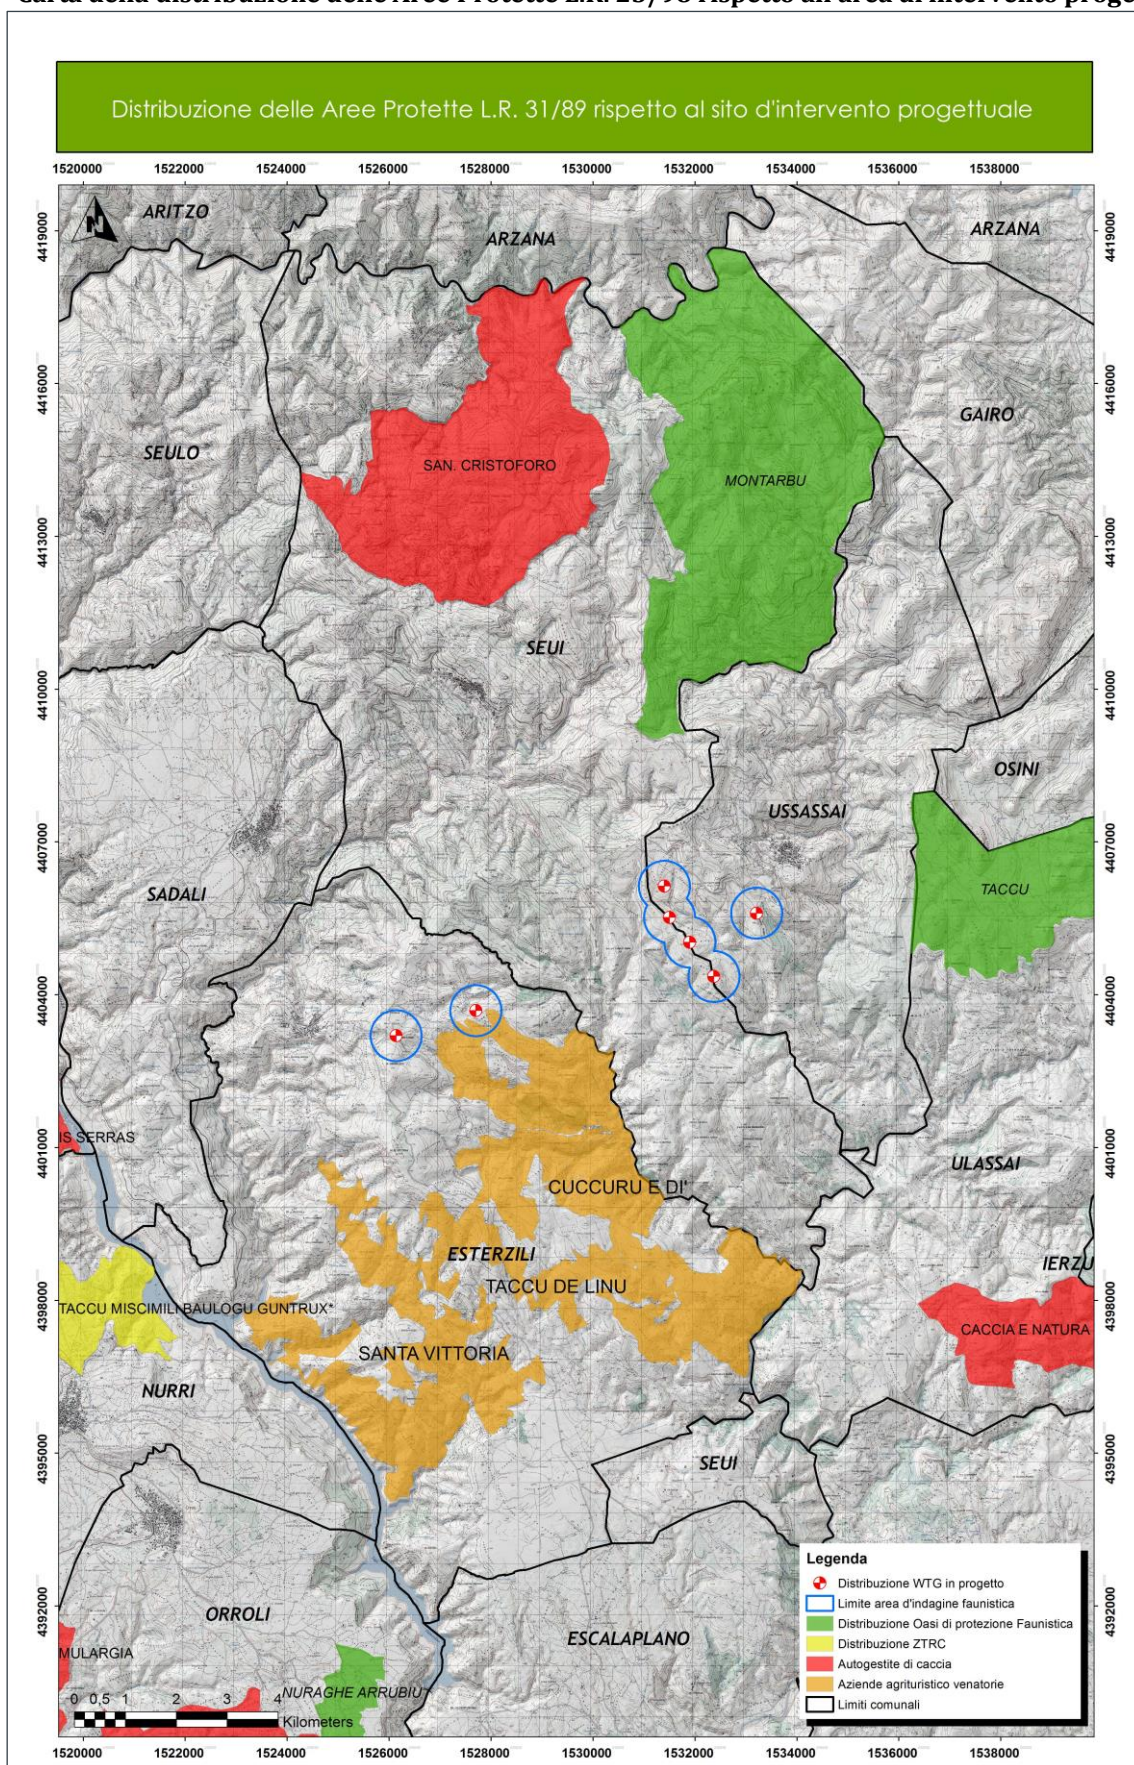 Distribuzione delle Aree Protette L.R. 31/89 rispetto al sito d'intervento progettuale
1520000 1522000 1524000 1526000 1528000 1530000 1532000 1534000 1536000 1538000
4419000
4416000
4413000
4410000
4407000
4404000
4401000
4398000
4395000
4392000
N
ARITZO
ARZANA
ARZANA
GAIRO
SEULO
SAN. CRISTOFORO
MONTARBU
SEUI
OSINI
USSASSAI
SADALI
TACCU
IS SERRAS
ULASSAI
CUCCURU E DI'
ESTERZILI
IERZU
TACCU DE LINU
TACCU MISCIMILI BAULOGU GUNTRUX*
CACCIA E NATURA
SANTA VITTORIA
NURRI
SEUI
ORROLI
ESCALAPLANO
MULARGIA
NURAGHE ARRUBIU"
0 0,5 1 2 3 4
Kilometers
Legenda
Distribuzione WTG in progetto
Limite area d'indagine faunistica
Distribuzione Oasi di protezione Faunistica
Distribuzione ZTRC
Autogestite di caccia
Aziende agrituristico venatorie
Limiti comunali
4419000
4416000
4413000
4410000
4407000
4404000
4401000
4398000
4395000
4392000
1520000 1522000 1524000 1526000 1528000 1530000 1532000 1534000 1536000 1538000